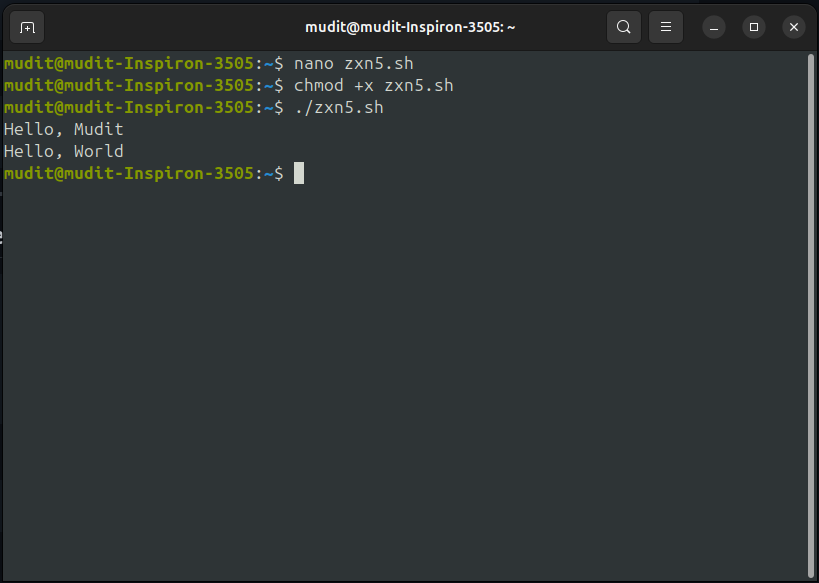 mudit@mudit-Inspiron-3505: ~
mudit@mudit-Inspiron-3505:~$ nano zxn5.sh
mudit@mudit-Inspiron-3505:~$ chmod +x zxn5.sh
mudit@mudit-Inspiron-3505:~$ ./zxn5.sh
Hello, Mudit
Hello, World
mudit@mudit-Inspiron-3505:~$